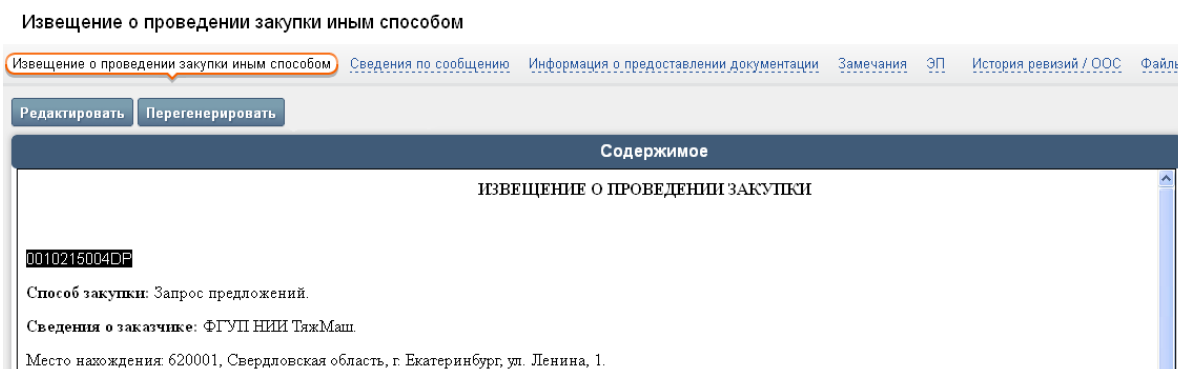 Извещение о проведении закупки иным способом
Извещение о проведении закупки иным способом Сведения по сообщению Информация о предоставлении документации Замечания ЭП История ревизий / ООС Файлы
Редактировать Перегенерировать
Содержимое
ИЗВЕЩЕНИЕ О ПРОВЕДЕНИИ ЗАКУПКИ
0010215004DP
Способ закупки: Запрос предложений.
Сведения о заказчике: ФГУП НИИ ТяжМаш.
Место нахождения: 620001, Свердловская область, г. Екатеринбург, ул. Ленина, 1.